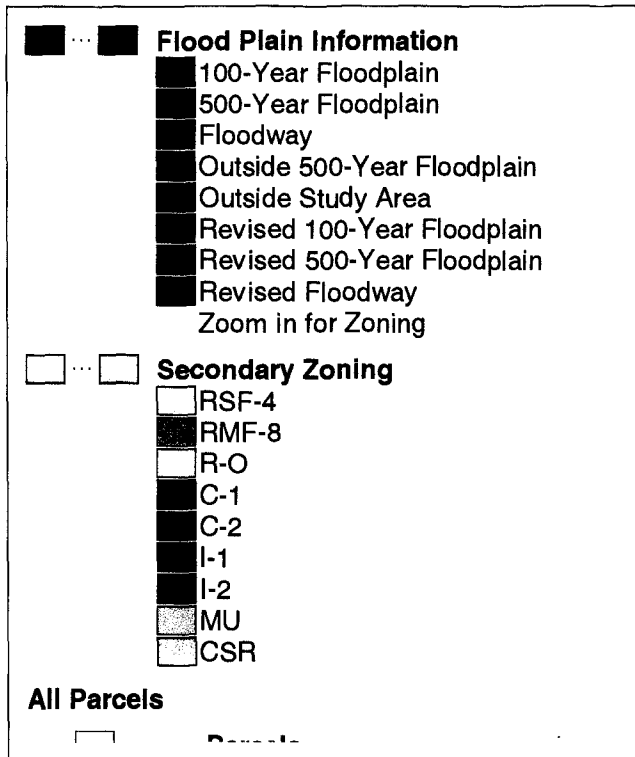 Flood Plain Information
100-Year Floodplain
500-Year Floodplain
Floodway
Outside 500-Year Floodplain
Outside Study Area
Revised 100-Year Floodplain
Revised 500-Year Floodplain
Revised Floodway
Zoom in for Zoning
Secondary Zoning
RSF-4
RMF-8
R-O
C-1
C-2
I-1
I-2
MU
CSR
All Parcels